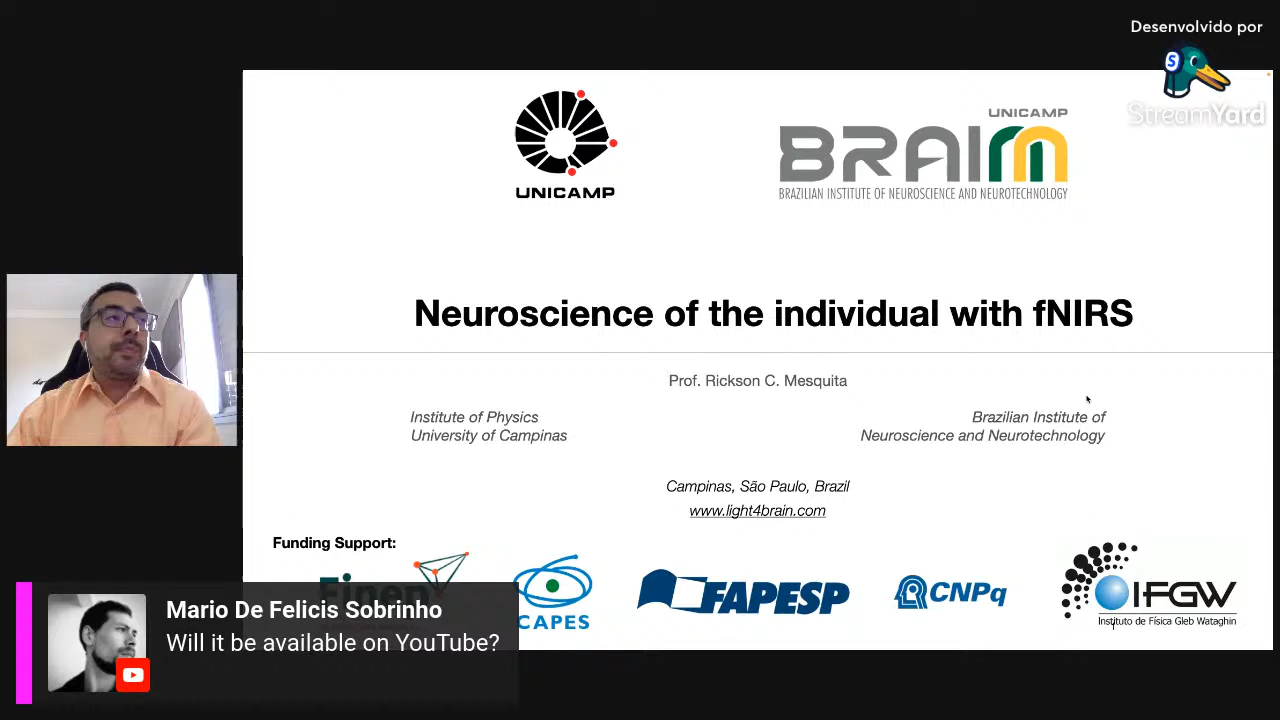 Desenvolvido por
StreamYard
UNICAMP
UNICAMP
BRAINN
BRAZILIAN INSTITUTE OF NEUROSCIENCE AND NEUROTECHNOLOGY
Neuroscience of the individual with fNIRS
Prof. Rickson C. Mesquita
Institute of Physics
University of Campinas
Brazilian Institute of
Neuroscience and Neurotechnology
Campinas, São Paulo, Brazil
www.light4brain.com
Funding Support:
Finep
CAPES
FAPESP
CNPq
IFGW
Instituto de Física Gleb Wataghin
Mario De Felicis Sobrinho
Will it be available on YouTube?